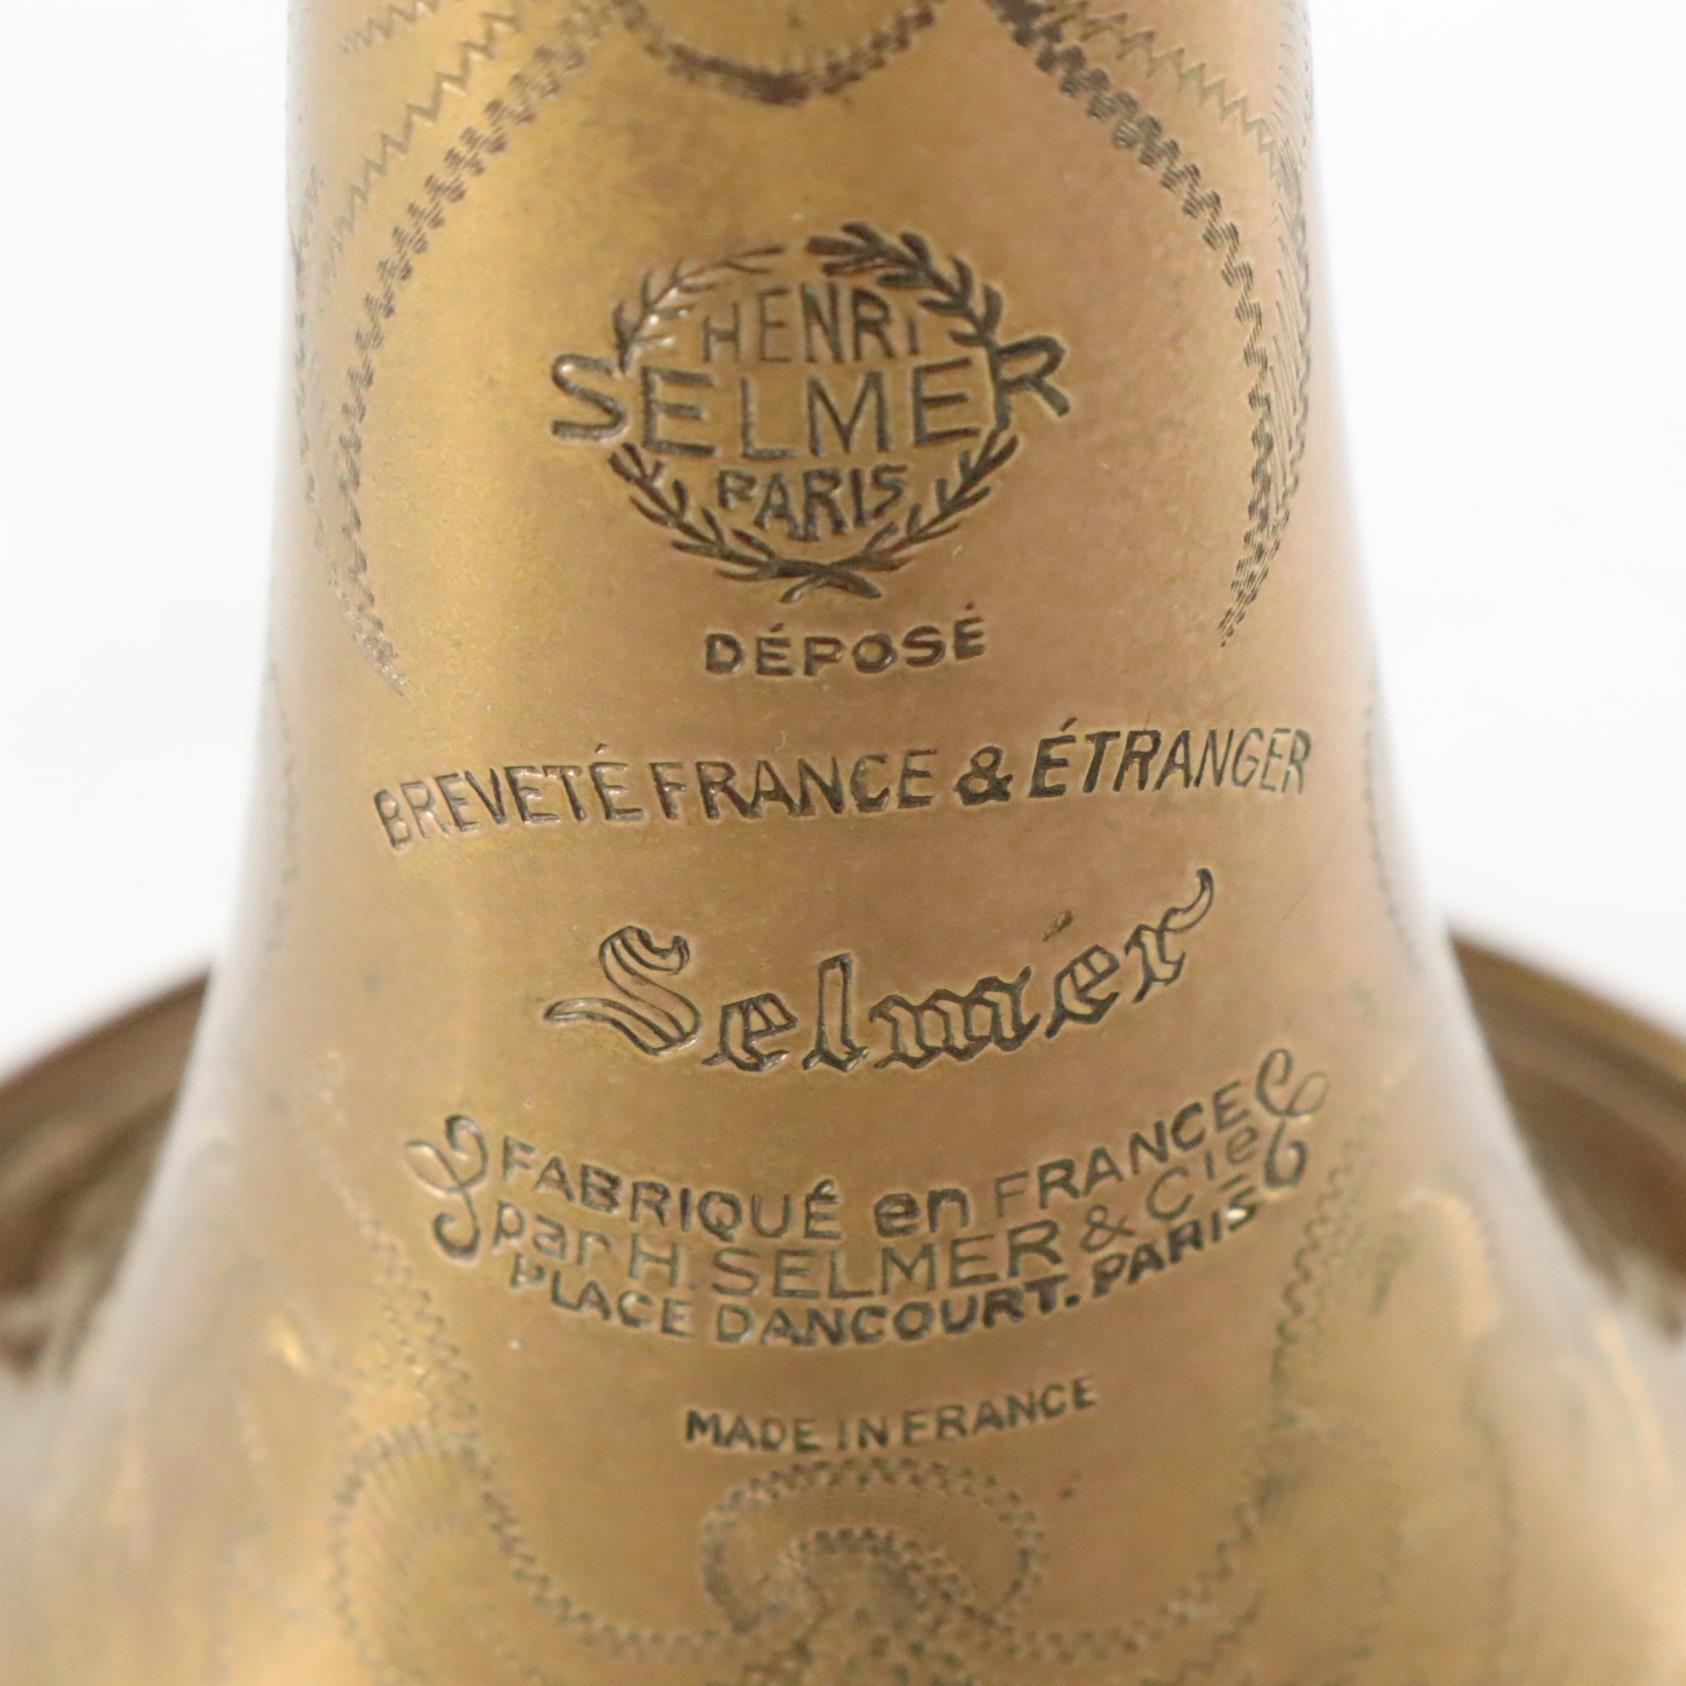 HENRI
SELMER
PARIS
DÉPOSÉ
BREVETÉ FRANCE & ÉTRANGER
Selmer
FABRIQUÉ en FRANCE
par H. SELMER & Cie
PLACE DANCOURT. PARIS
MADE IN FRANCE